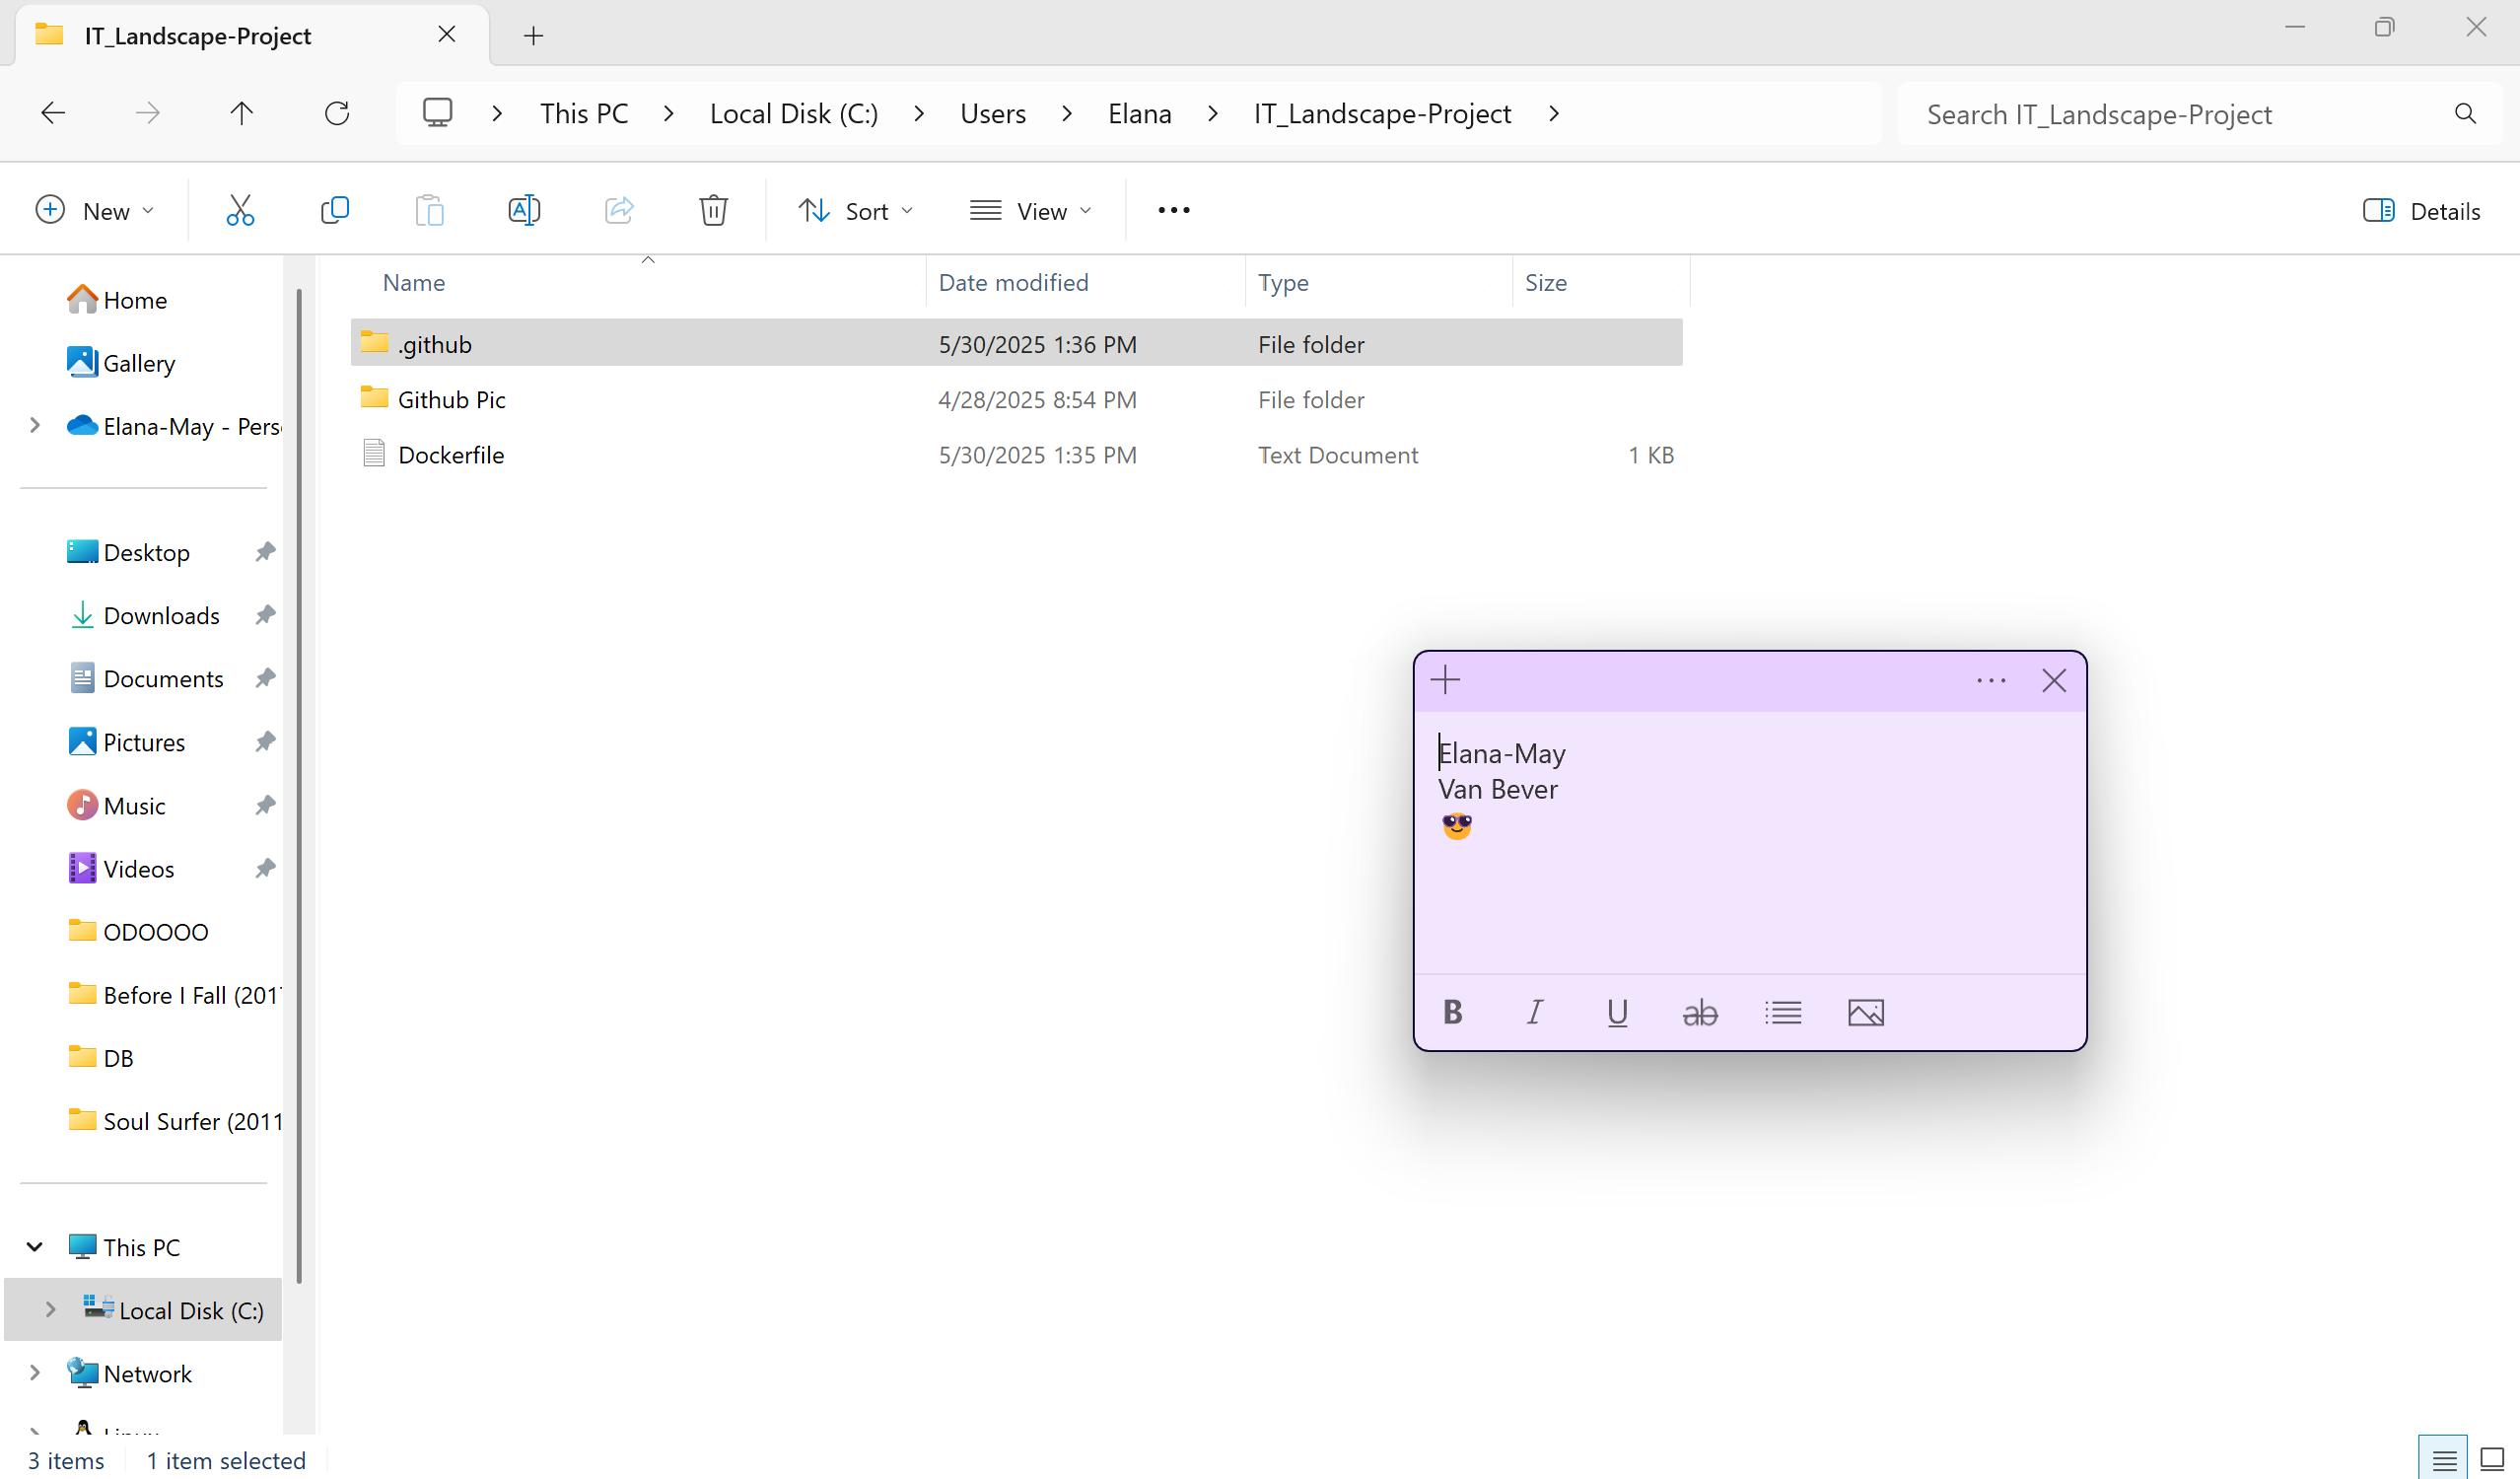 IT_Landscape-Project
This PC > Local Disk (C:) > Users > Elana > IT_Landscape-Project >
Search IT_Landscape-Project
New
Sort
View
Details
Name Date modified Type Size
.github 5/30/2025 1:36 PM File folder
Github Pic 4/28/2025 8:54 PM File folder
Dockerfile 5/30/2025 1:35 PM Text Document 1 KB
Home
Gallery
Elana-May - Pers
Desktop
Downloads
Documents
Pictures
Music
Videos
ODOOOO
Before I Fall (201
DB
Soul Surfer (2011
This PC
Local Disk (C:)
Network
Linux
Elana-May
Van Bever
😎
B I U ab
3 items 1 item selected